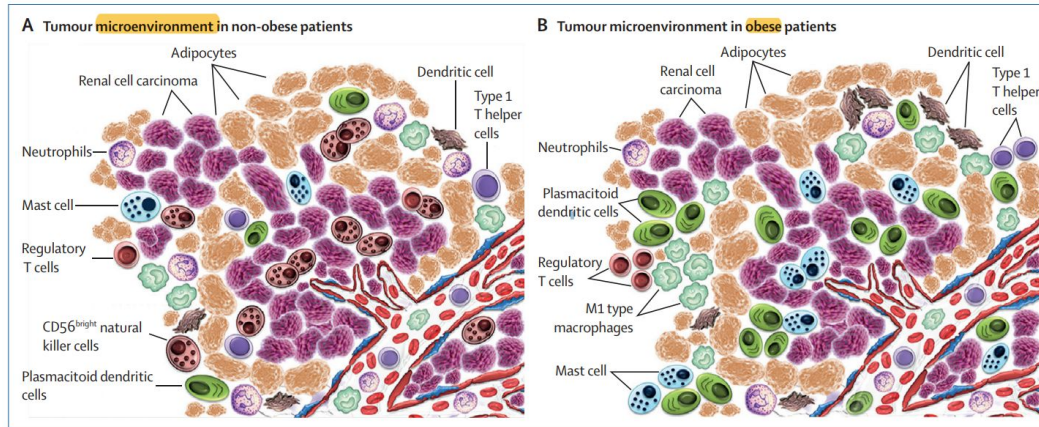 A Tumour microenvironment in non-obese patients
Adipocytes
Renal cell carcinoma
Dendritic cell
Type 1
T helper
cells
Neutrophils
Mast cell
Regulatory
T cells
CD56bright natural
killer cells
Plasmacitoid dendritic
cells
B Tumour microenvironment in obese patients
Adipocytes
Dendritic cell
Renal cell
carcinoma
Type 1
T helper
cells
Neutrophils
Plasmacitoid
dendritic cells
Regulatory
T cells
M1 type
macrophages
Mast cell